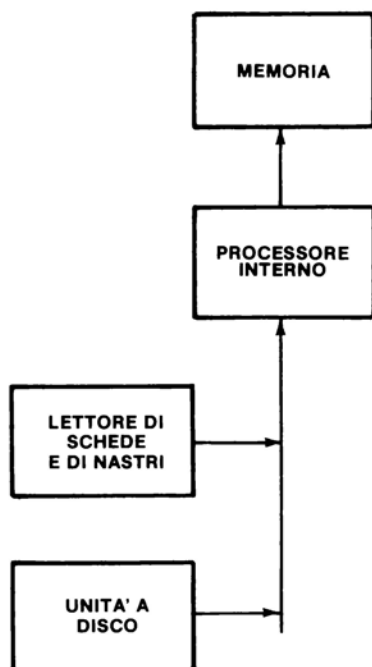 MEMORIA
PROCESSORE
INTERNO
LETTORE DI
SCHEDE
E DI NASTRI
UNITA' A
DISCO